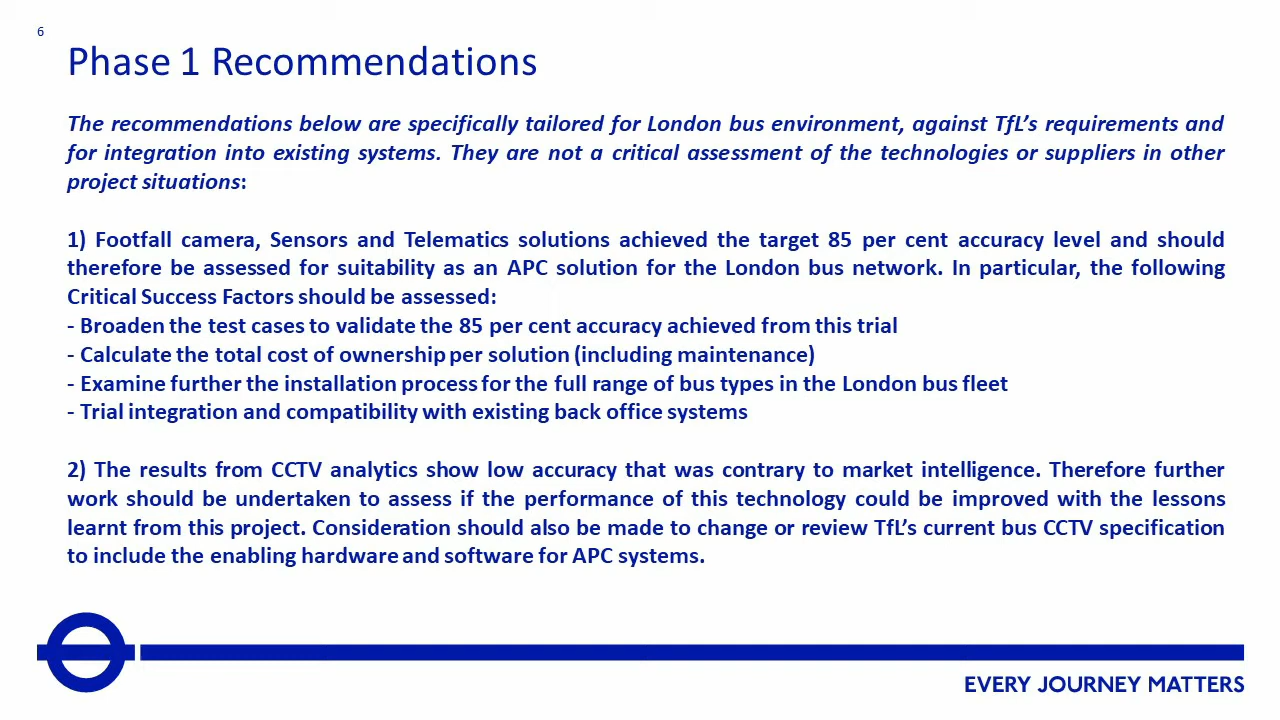 6
Phase 1 Recommendations
The recommendations below are specifically tailored for London bus environment, against TfL’s requirements and
for integration into existing systems. They are not a critical assessment of the technologies or suppliers in other
project situations:
1) Footfall camera, Sensors and Telematics solutions achieved the target 85 per cent accuracy level and should
therefore be assessed for suitability as an APC solution for the London bus network. In particular, the following
Critical Success Factors should be assessed:
- Broaden the test cases to validate the 85 per cent accuracy achieved from this trial
- Calculate the total cost of ownership per solution (including maintenance)
- Examine further the installation process for the full range of bus types in the London bus fleet
- Trial integration and compatibility with existing back office systems
2) The results from CCTV analytics show low accuracy that was contrary to market intelligence. Therefore further
work should be undertaken to assess if the performance of this technology could be improved with the lessons
learnt from this project. Consideration should also be made to change or review TfL’s current bus CCTV specification
to include the enabling hardware and software for APC systems.
EVERY JOURNEY MATTERS